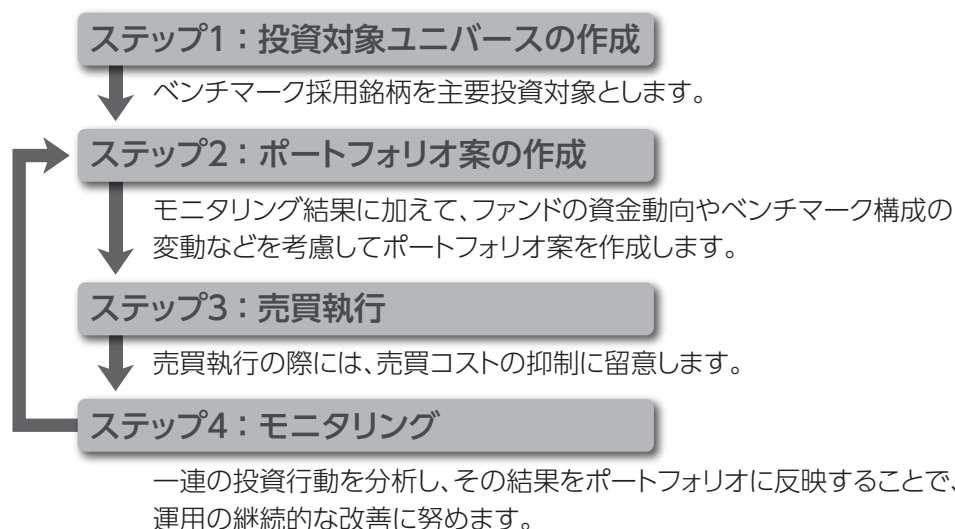 ステップ1：投資対象ユニバースの作成
ベンチマーク採用銘柄を主要投資対象とします。
ステップ2：ポートフォリオ案の作成
モニタリング結果に加えて、ファンドの資金動向やベンチマーク構成の
変動などを考慮してポートフォリオ案を作成します。
ステップ3：売買執行
売買執行の際には、売買コストの抑制に留意します。
ステップ4：モニタリング
一連の投資行動を分析し、その結果をポートフォリオに反映することで、
運用の継続的な改善に努めます。